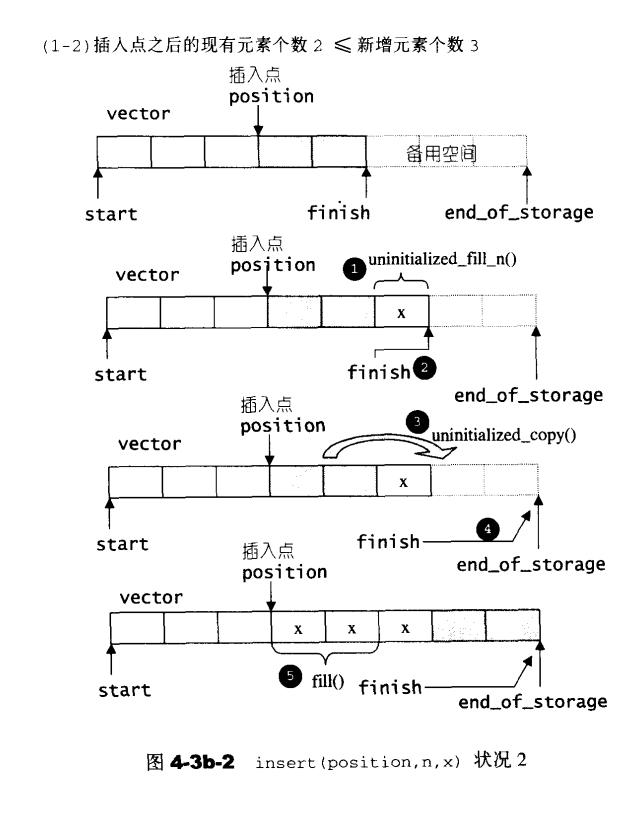 (1-2)插入点之后的现有元素个数 2 ≤ 新增元素个数 3
插入点
position
vector
备用空间
start
finish
end_of_storage
插入点
position
1
uninitialized_fill_n()
vector
x
start
finish
2
end_of_storage
插入点
position
3
uninitialized_copy()
vector
x
4
start
finish
end_of_storage
插入点
position
vector
x x x
5
fill()
start
finish
end_of_storage
图 4-3b-2 insert(position,n,x) 状况 2